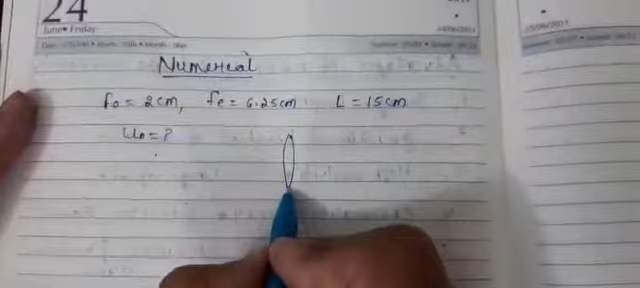 24
June • Friday
Numerical
fo = 2cm, fe = 6.25cm L = 15cm
uo = ?